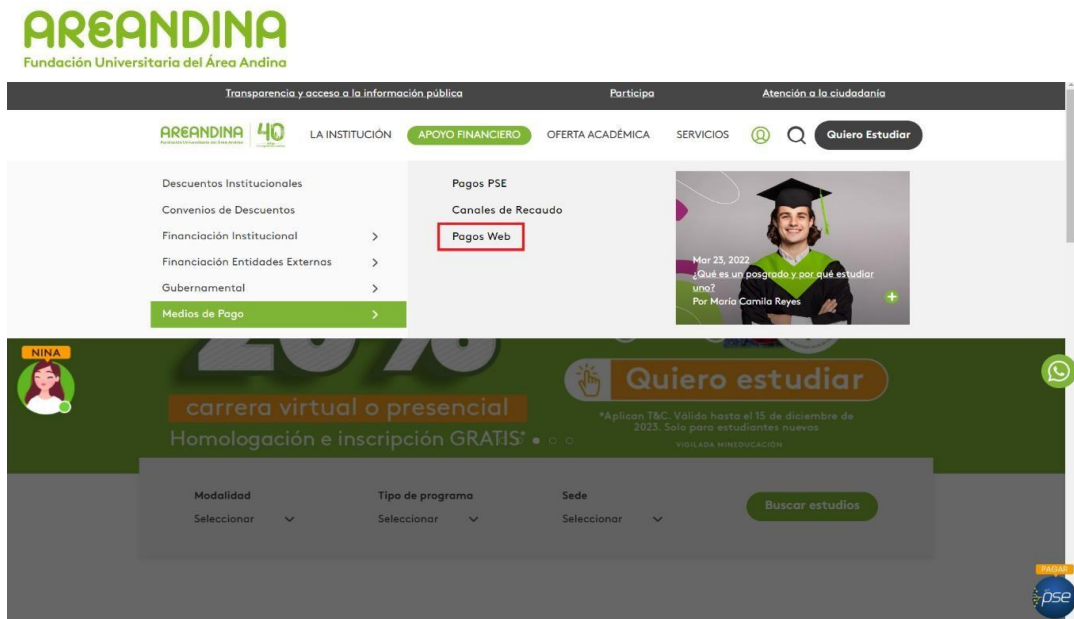 AREANDINA
Fundación Universitaria del Área Andina
Transparencia y acceso a la información pública
Participa
Atención a la ciudadanía
AREANDINA
40
LA INSTITUCIÓN
APOYO FINANCIERO
OFERTA ACADÉMICA
SERVICIOS
Quiero Estudiar
Descuentos Institucionales
Convenios de Descuentos
Financiación Institucional
Financiación Entidades Externas
Gubernamental
Medios de Pago
Pagos PSE
Canales de Recaudo
Pagos Web
Mar 23, 2022
¿Qué es un posgrado y por qué estudiar
uno?
Por María Camila Reyes
NINA
20%
carrera virtual o presencial
Homologación e inscripción GRATIS*
Quiero estudiar
*Aplican T&C. Válido hasta el 15 de diciembre de
2023. Solo para estudiantes nuevos
VIGILADA MINEDUCACIÓN
Modalidad
Seleccionar
Tipo de programa
Seleccionar
Sede
Seleccionar
Buscar estudios
PAGAR
pse